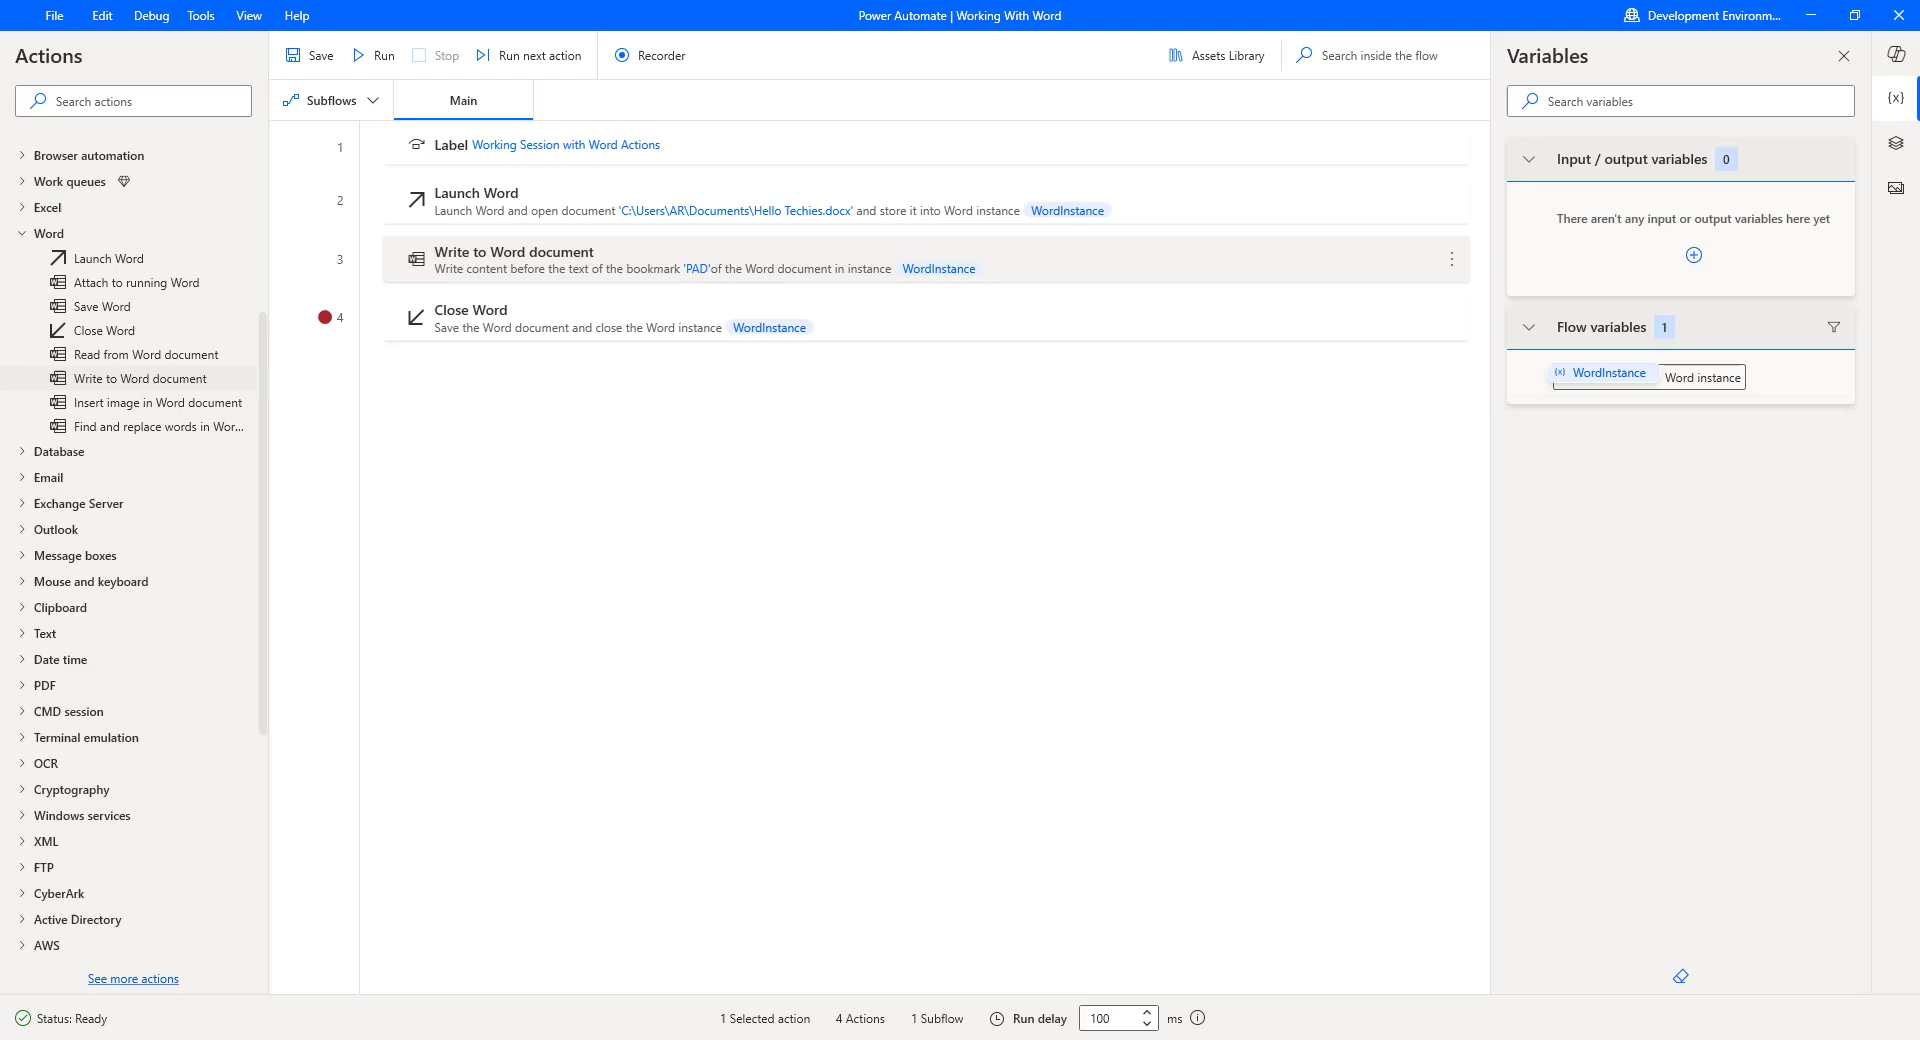 File Edit Debug Tools View Help
Power Automate | Working With Word
Development Environm...
Actions
Search actions
Browser automation
Work queues
Excel
Word
Launch Word
Attach to running Word
Save Word
Close Word
Read from Word document
Write to Word document
Insert image in Word document
Find and replace words in Wor...
Database
Email
Exchange Server
Outlook
Message boxes
Mouse and keyboard
Clipboard
Text
Date time
PDF
CMD session
Terminal emulation
OCR
Cryptography
Windows services
XML
FTP
CyberArk
Active Directory
AWS
See more actions
Save Run Stop Run next action Recorder
Assets Library Search inside the flow
Subflows Main
1 Label Working Session with Word Actions
2 Launch Word
Launch Word and open document 'C:\Users\AR\Documents\Hello Techies.docx' and store it into Word instance WordInstance
3 Write to Word document
Write content before the text of the bookmark 'PAD'of the Word document in instance WordInstance
4 Close Word
Save the Word document and close the Word instance WordInstance
Variables
Search variables
{x}
Input / output variables 0
There aren't any input or output variables here yet
Flow variables 1
(x) WordInstance Word instance
Status: Ready
1 Selected action 4 Actions 1 Subflow Run delay 100 ms